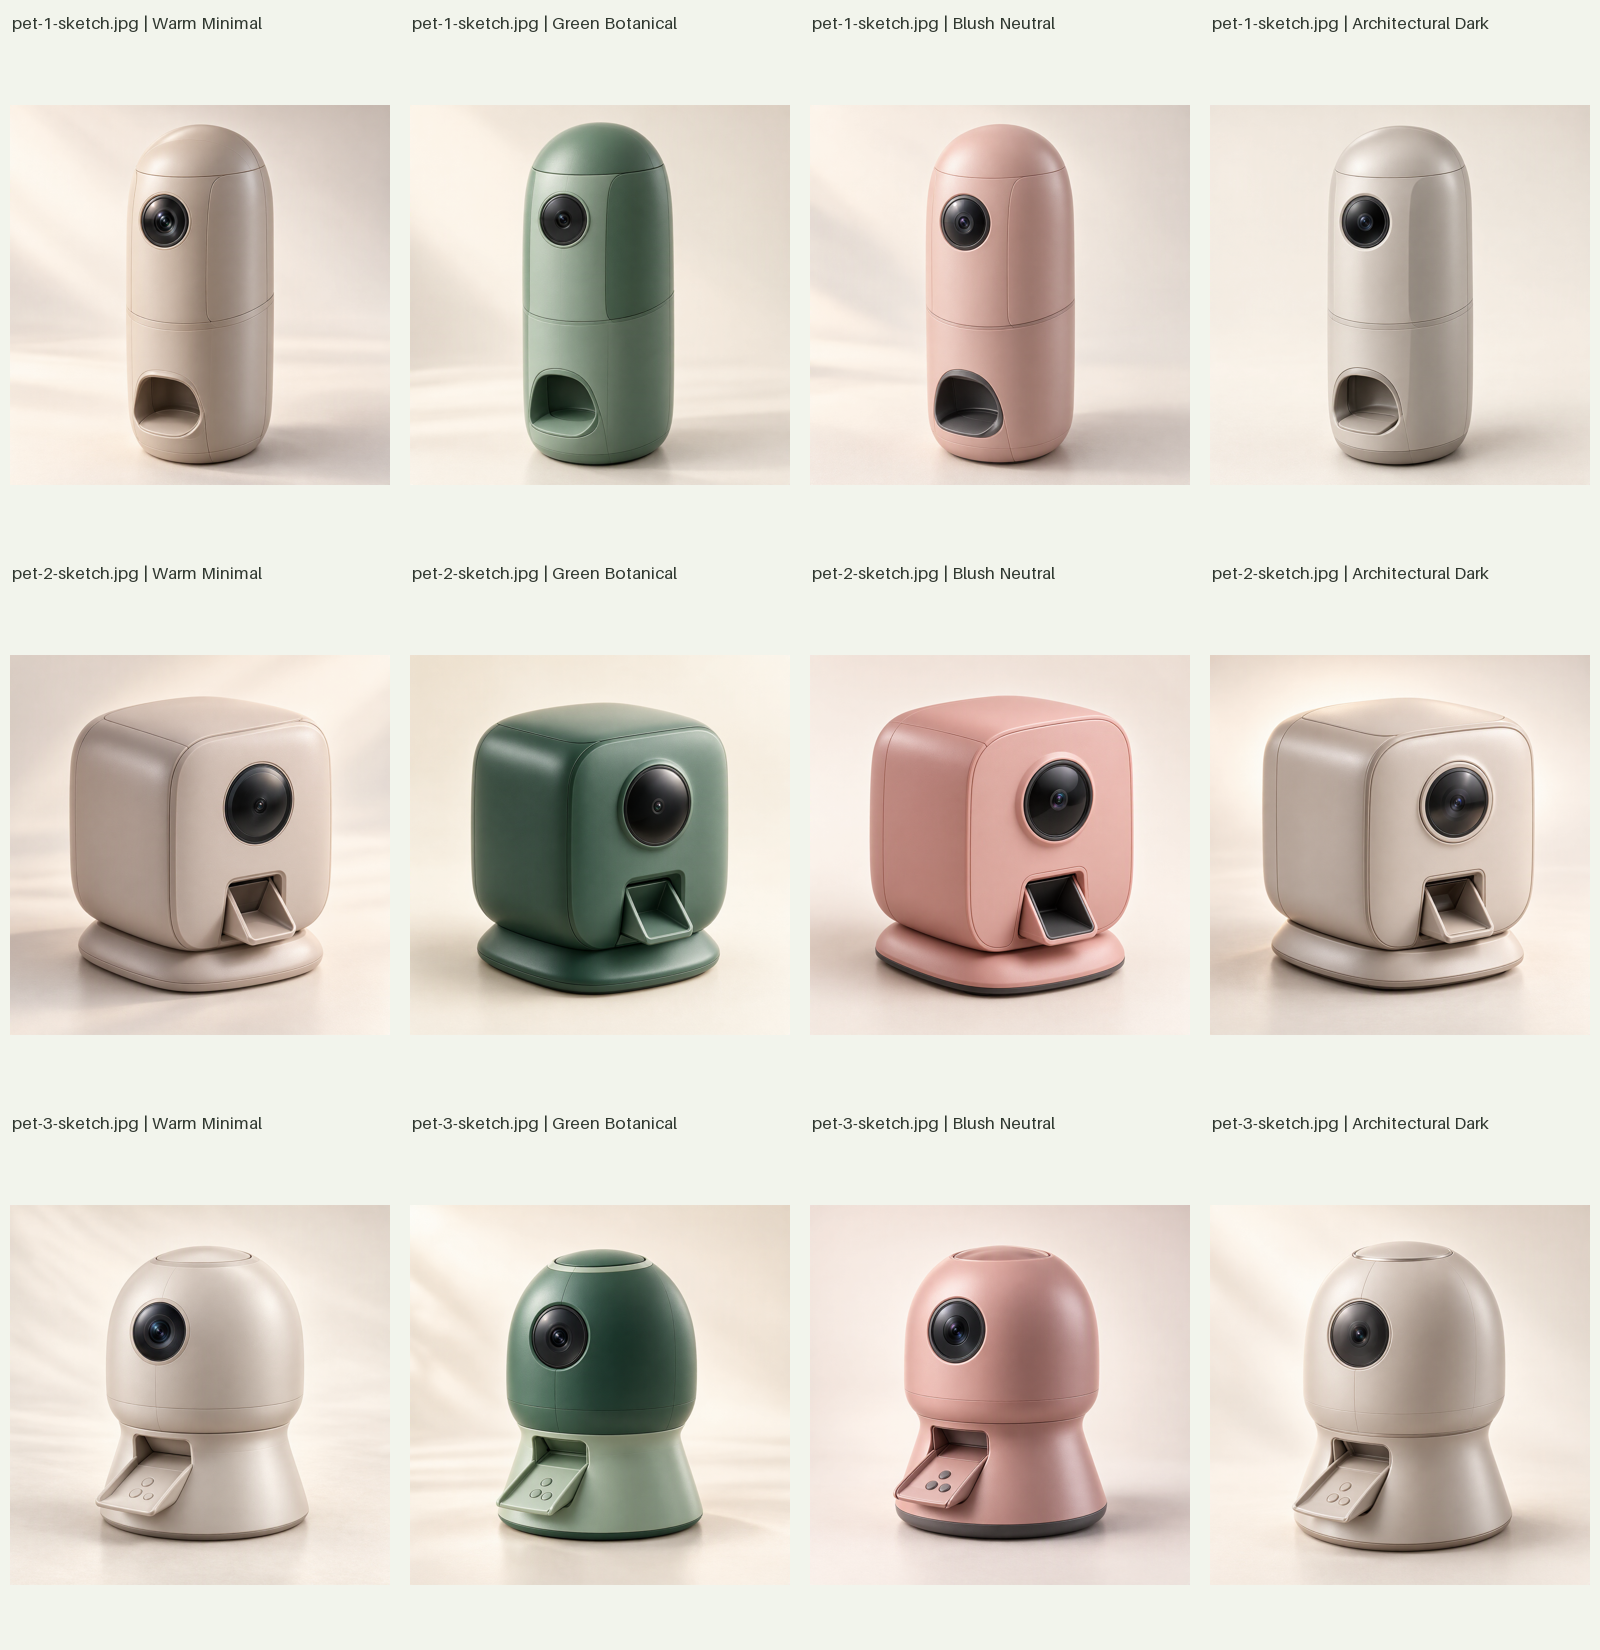 pet-1-sketch.jpg | Warm Minimal
pet-1-sketch.jpg | Green Botanical
pet-1-sketch.jpg | Blush Neutral
pet-1-sketch.jpg | Architectural Dark
pet-2-sketch.jpg | Warm Minimal
pet-2-sketch.jpg | Green Botanical
pet-2-sketch.jpg | Blush Neutral
pet-2-sketch.jpg | Architectural Dark
pet-3-sketch.jpg | Warm Minimal
pet-3-sketch.jpg | Green Botanical
pet-3-sketch.jpg | Blush Neutral
pet-3-sketch.jpg | Architectural Dark